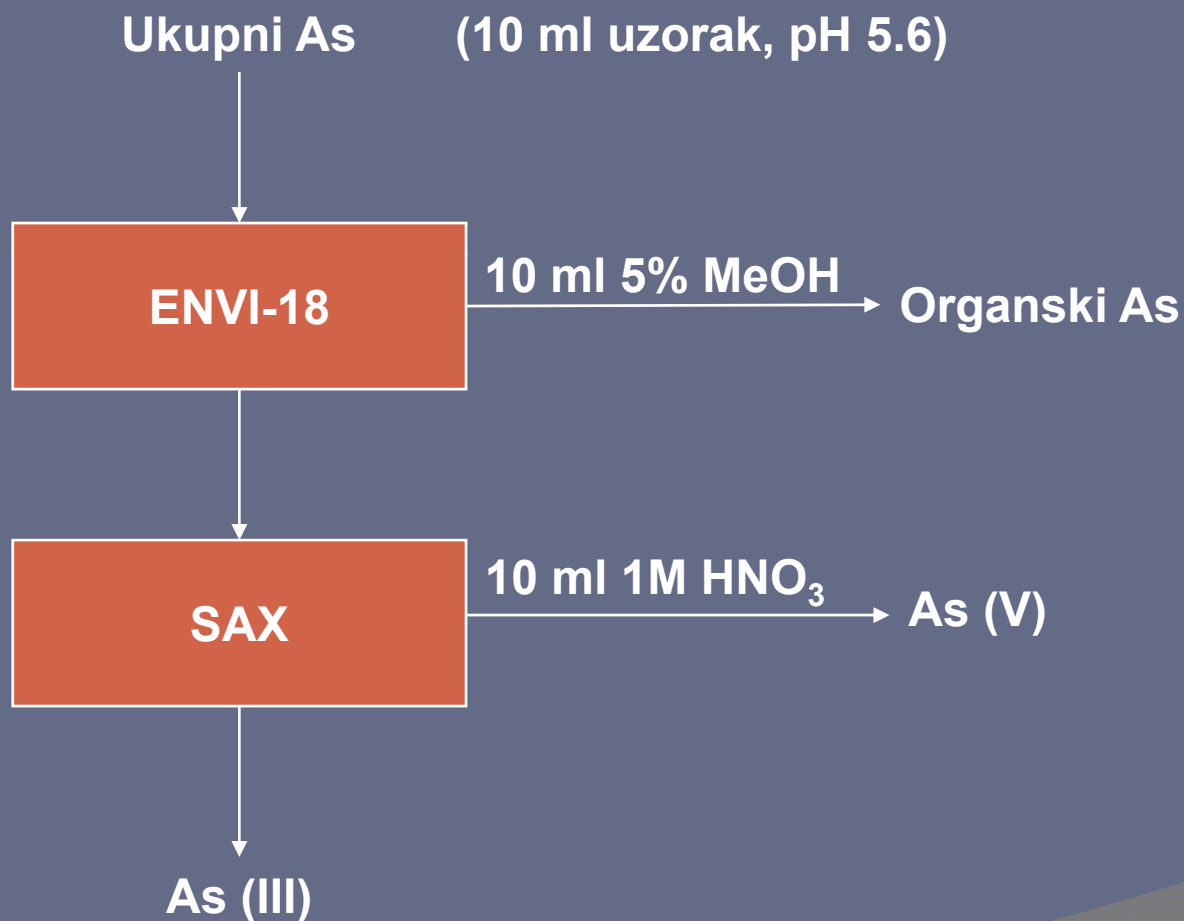 Ukupni As (10 ml uzorak, pH 5.6)
ENVI-18
10 ml 5% MeOH
Organski As
SAX
10 ml 1M HNO₃
As (V)
As (III)